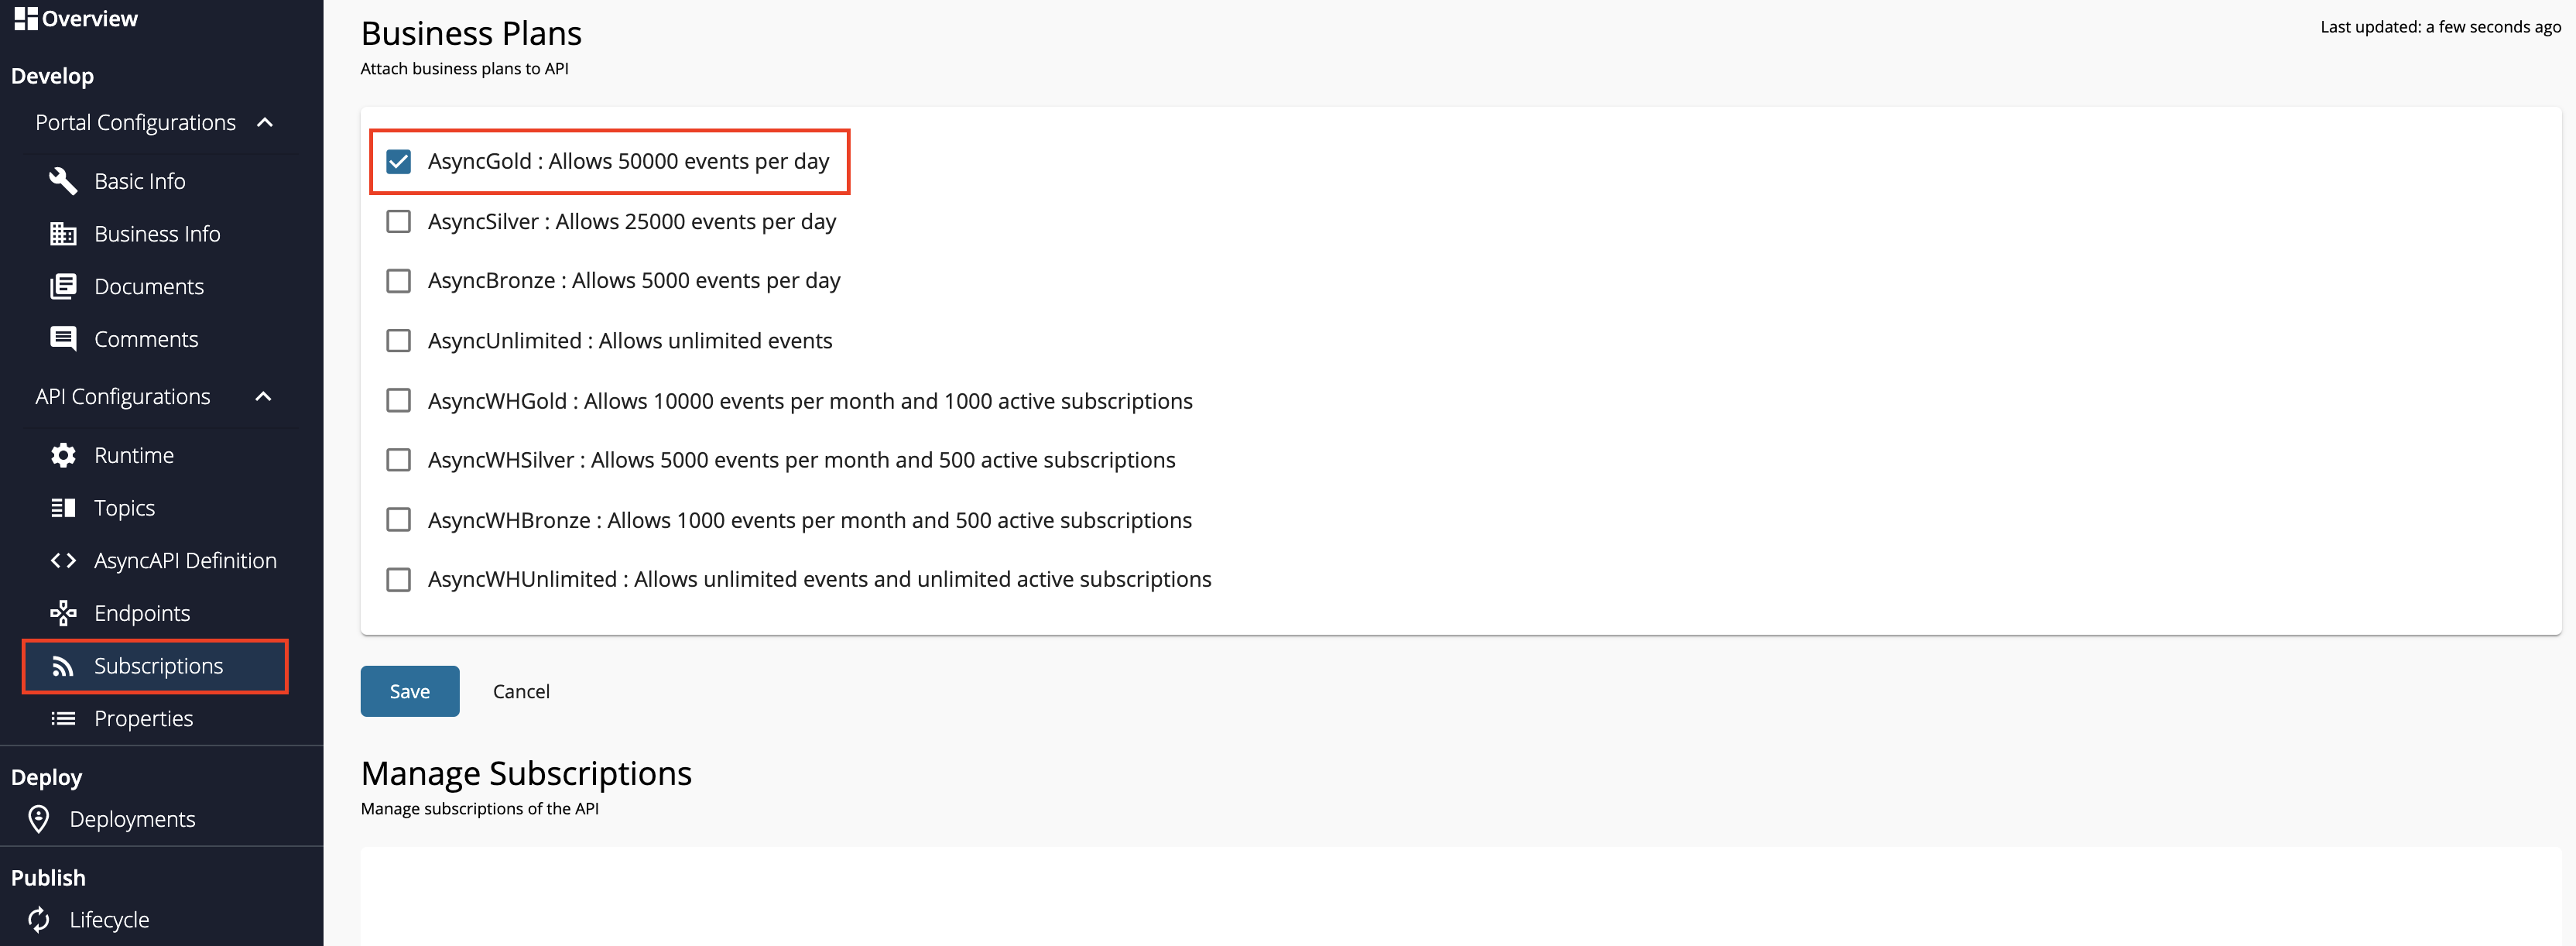 Overview
Develop
Portal Configurations
Basic Info
Business Info
Documents
Comments
API Configurations
Runtime
Topics
AsyncAPI Definition
Endpoints
Subscriptions
Properties
Deploy
Deployments
Publish
Lifecycle
Business Plans
Last updated: a few seconds ago
Attach business plans to API
AsyncGold : Allows 50000 events per day
AsyncSilver : Allows 25000 events per day
AsyncBronze : Allows 5000 events per day
AsyncUnlimited : Allows unlimited events
AsyncWHGold : Allows 10000 events per month and 1000 active subscriptions
AsyncWHSilver : Allows 5000 events per month and 500 active subscriptions
AsyncWHBronze : Allows 1000 events per month and 500 active subscriptions
AsyncWHUnlimited : Allows unlimited events and unlimited active subscriptions
Save Cancel
Manage Subscriptions
Manage subscriptions of the API